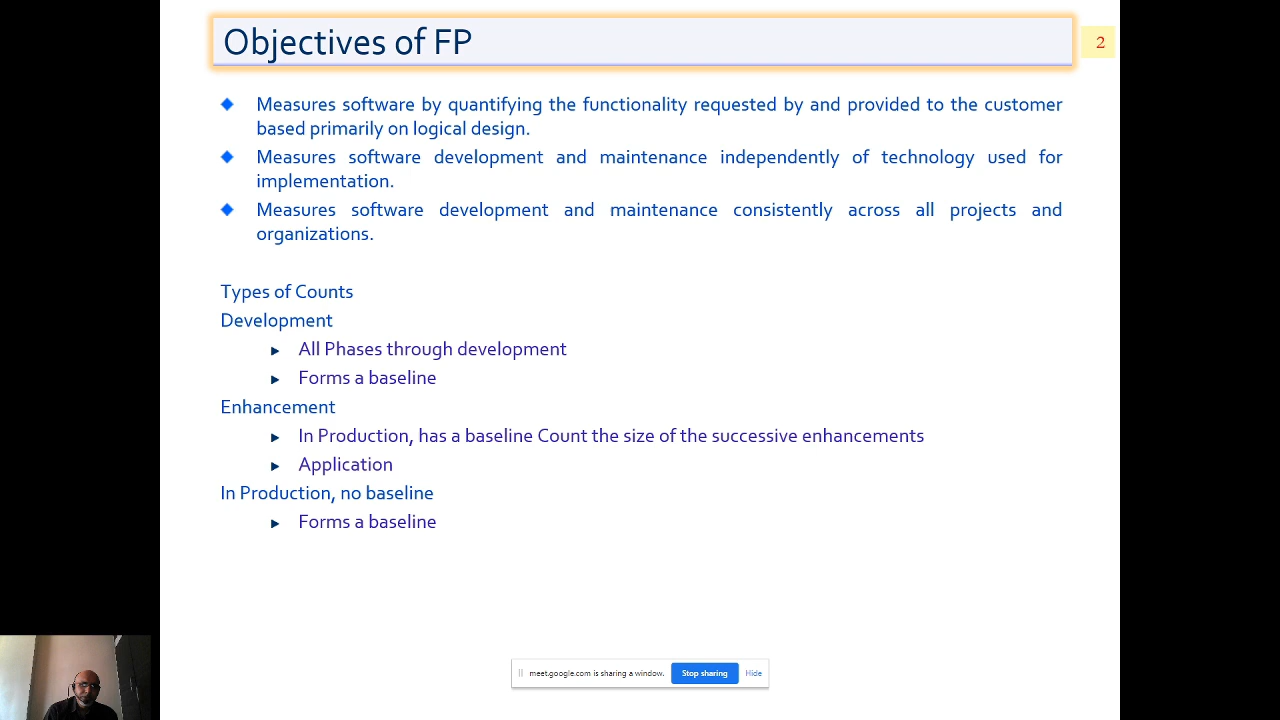 Objectives of FP
2
Measures software by quantifying the functionality requested by and provided to the customer
based primarily on logical design.
Measures software development and maintenance independently of technology used for
implementation.
Measures software development and maintenance consistently across all projects and
organizations.
Types of Counts
Development
All Phases through development
Forms a baseline
Enhancement
In Production, has a baseline Count the size of the successive enhancements
Application
In Production, no baseline
Forms a baseline
meet.google.com is sharing a window. Stop sharing Hide